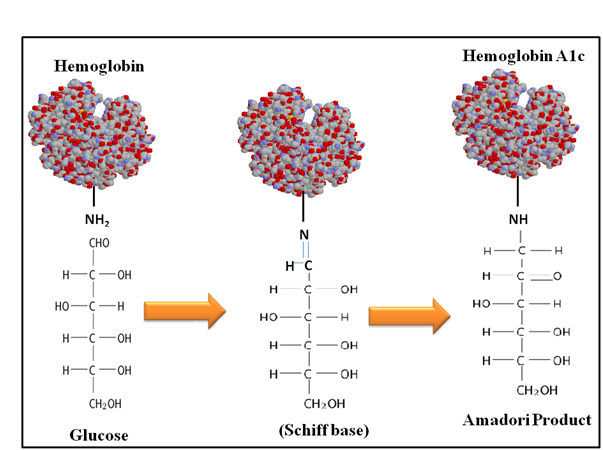 Hemoglobin
NH₂
CHO
H—C—OH
HO—C—H
H—C—OH
H—C—OH
CH₂OH
Glucose
N
H C
H C OH
HO—C—H
H—C—OH
H—C—OH
CH₂OH
(Schiff base)
Hemoglobin A1c
NH
H—C—H
H C=O
HO—C—H
H—C—OH
H—C—OH
CH₂OH
Amadori Product